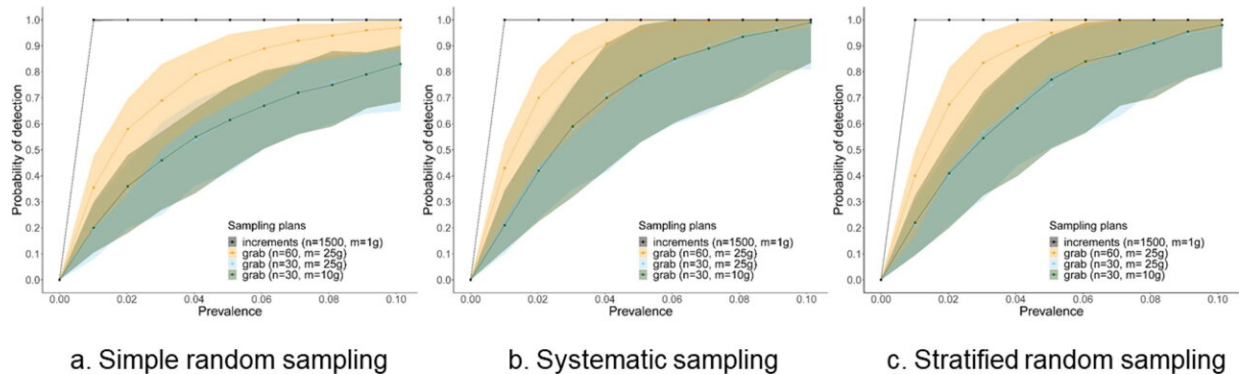 Probability of detection
1.0
0.9
0.8
0.7
0.6
0.5
0.4
0.3
0.2
0.1
0.0
Sampling plans
increments (n=1500, m=1g)
grab (n=60, m= 25g)
grab (n=30, m= 25g)
grab (n=30, m=10g)
0.00 0.02 0.04 0.06 0.08 0.10
Prevalence
a. Simple random sampling
Probability of detection
1.0
0.9
0.8
0.7
0.6
0.5
0.4
0.3
0.2
0.1
0.0
Sampling plans
increments (n=1500, m=1g)
grab (n=60, m= 25g)
grab (n=30, m= 25g)
grab (n=30, m=10g)
0.00 0.02 0.04 0.06 0.08 0.10
Prevalence
b. Systematic sampling
Probability of detection
1.0
0.9
0.8
0.7
0.6
0.5
0.4
0.3
0.2
0.1
0.0
Sampling plans
increments (n=1500, m=1g)
grab (n=60, m= 25g)
grab (n=30, m= 25g)
grab (n=30, m=10g)
0.00 0.02 0.04 0.06 0.08 0.10
Prevalence
c. Stratified random sampling